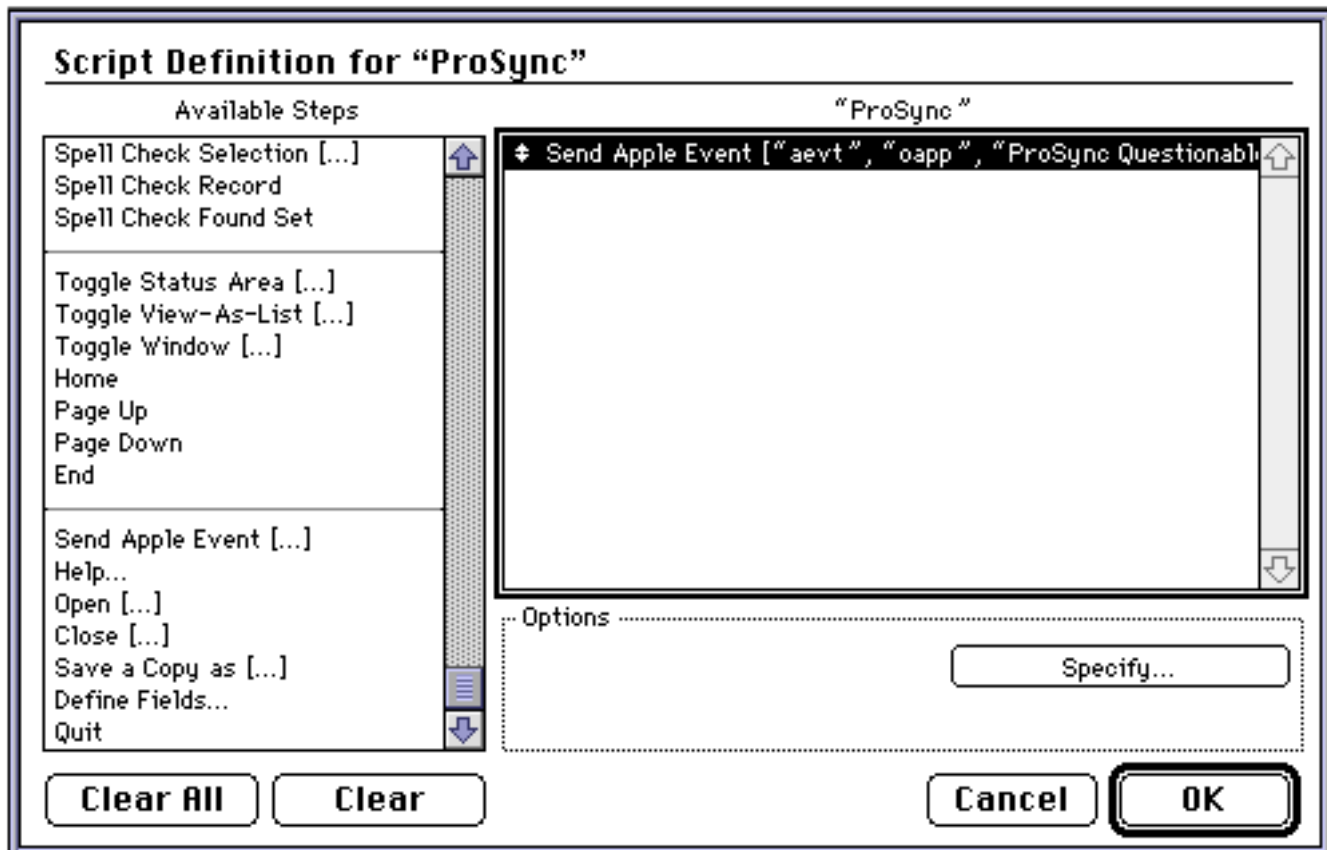 Script Definition for “ProSync”
Available Steps
Spell Check Selection [...]
Spell Check Record
Spell Check Found Set
Toggle Status Area [...]
Toggle View-As-List [...]
Toggle Window [...]
Home
Page Up
Page Down
End
Send Apple Event [...]
Help...
Open [...]
Close [...]
Save a Copy as [...]
Define Fields...
Quit
“ProSync”
Send Apple Event [“aevt”, “oapp”, “ProSync Questionabl
Options
Specify...
Clear All
Clear
Cancel
OK